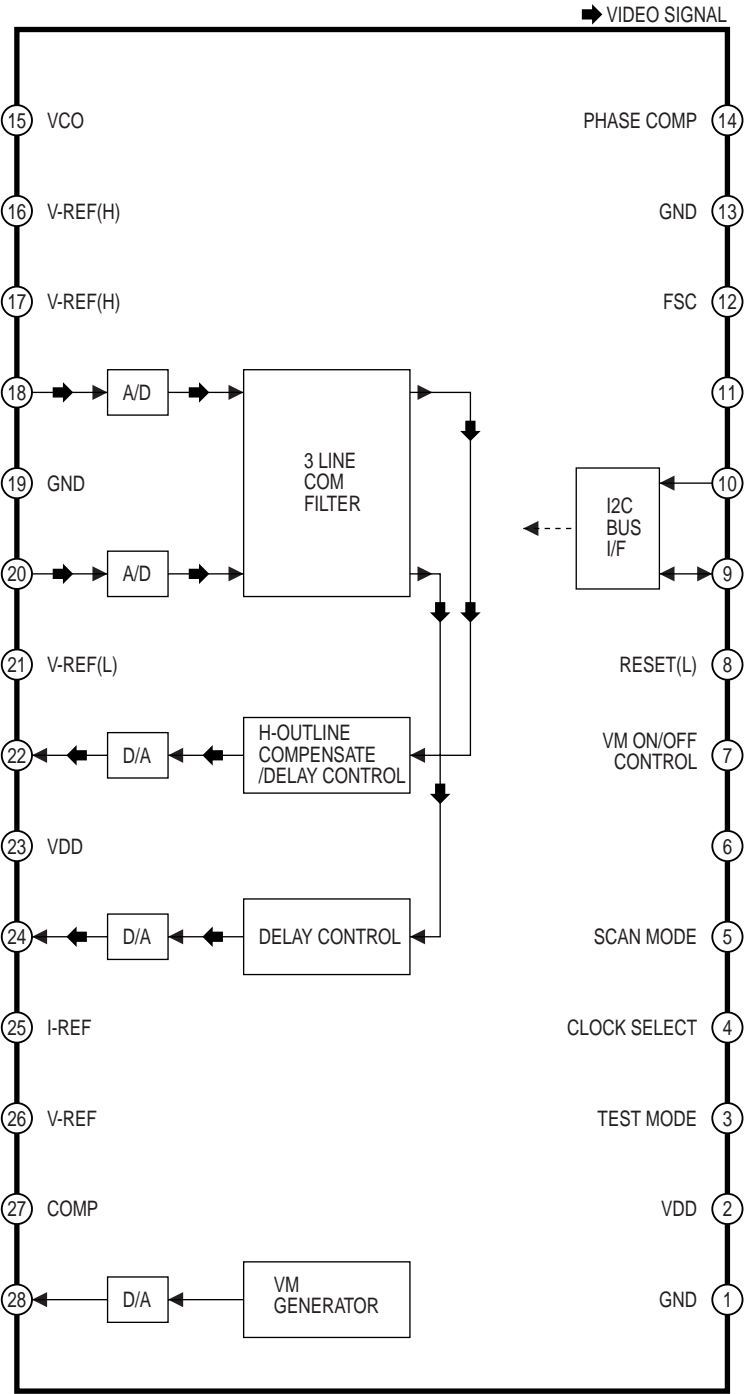 VIDEO SIGNAL
15 VCO
PHASE COMP 14
16 V-REF(H)
GND 13
17 V-REF(H)
FSC 12
18
A/D
11
3 LINE
COM
FILTER
19 GND
10
I2C
BUS
I/F
20
A/D
9
21 V-REF(L)
RESET(L) 8
22
D/A
H-OUTLINE
COMPENSATE
/DELAY CONTROL
VM ON/OFF
CONTROL
7
23 VDD
6
24
D/A
DELAY CONTROL
SCAN MODE 5
25 I-REF
CLOCK SELECT 4
26 V-REF
TEST MODE 3
27 COMP
VDD 2
28
D/A
VM
GENERATOR
GND 1